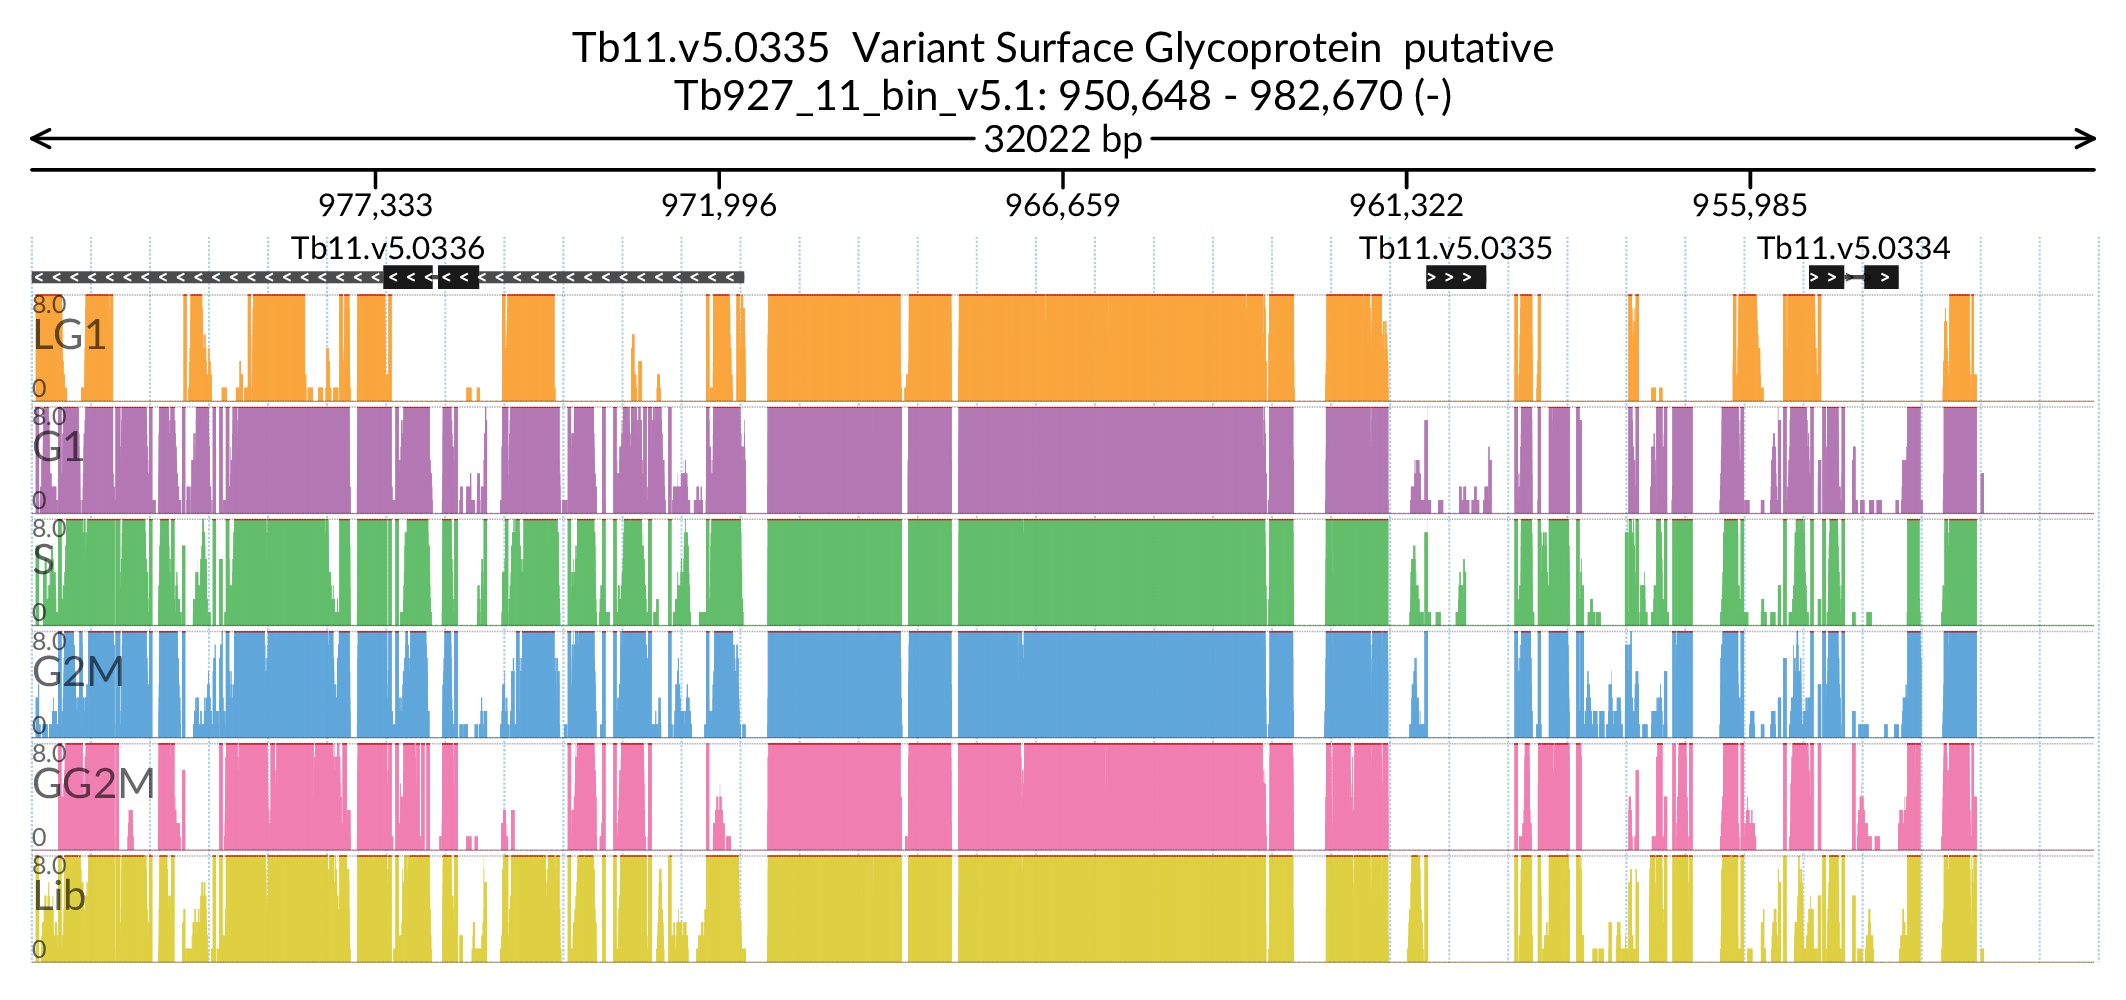 Tb11.v5.0335 Variant Surface Glycoprotein putative
Tb927_11_bin_v5.1: 950,648 - 982,670 (-)
32022 bp
977,333 971,996 966,659 961,322 955,985
Tb11.v5.0336 Tb11.v5.0335 Tb11.v5.0334
8.0
LG1
0
8.0
G1
0
8.0
S
0
8.0
G2M
0
8.0
GG2M
0
8.0
Lib
0